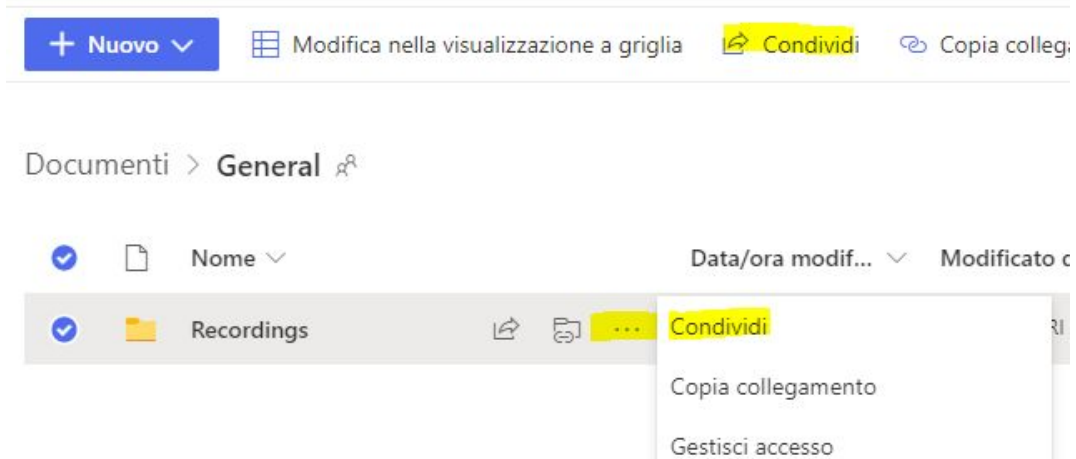 Nuovo Modifica nella visualizzazione a griglia Condividi Copia collega
Documenti > General
Nome Data/ora modif... Modificato d
Recordings ... Condividi RI
Copia collegamento
Gestisci accesso